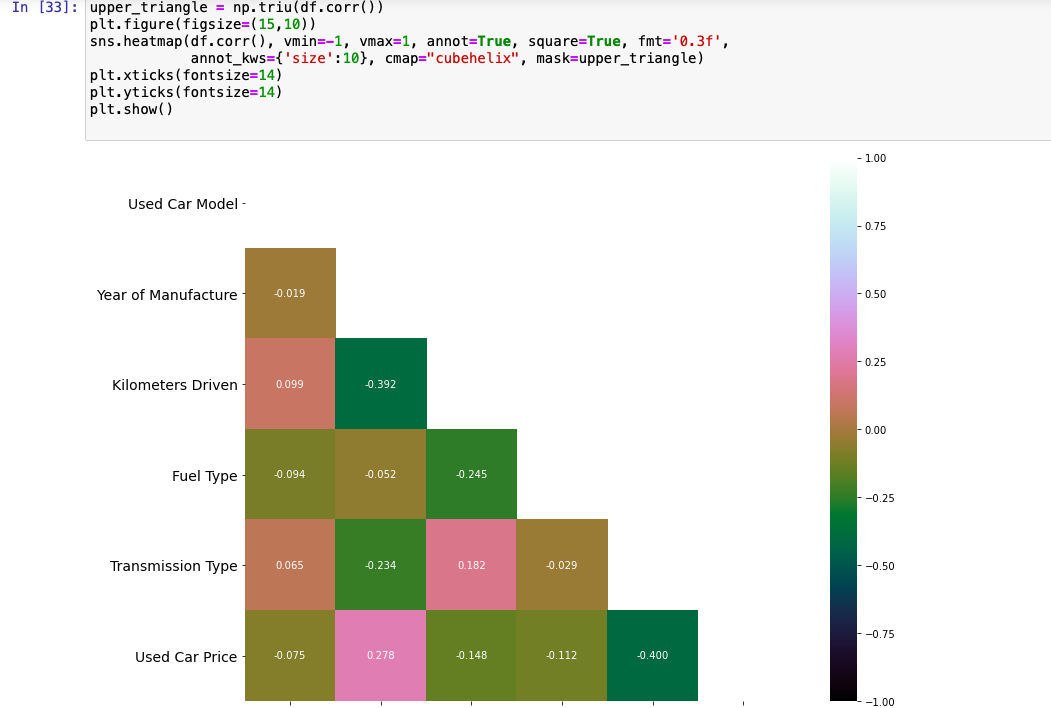 In [33]: upper_triangle = np.triu(df.corr())
plt.figure(figsize=(15,10))
sns.heatmap(df.corr(), vmin=-1, vmax=1, annot=True, square=True, fmt='0.3f',
            annot_kws={'size':10}, cmap="cubehelix", mask=upper_triangle)
plt.xticks(fontsize=14)
plt.yticks(fontsize=14)
plt.show()
1.00
Used Car Model
0.75
Year of Manufacture -0.019
0.50
0.25
Kilometers Driven 0.099 -0.392
0.00
Fuel Type -0.094 -0.052 -0.245
−0.25
Transmission Type 0.065 -0.234 0.182 -0.029
−0.50
−0.75
Used Car Price -0.075 0.278 -0.148 -0.112 -0.400
−1.00